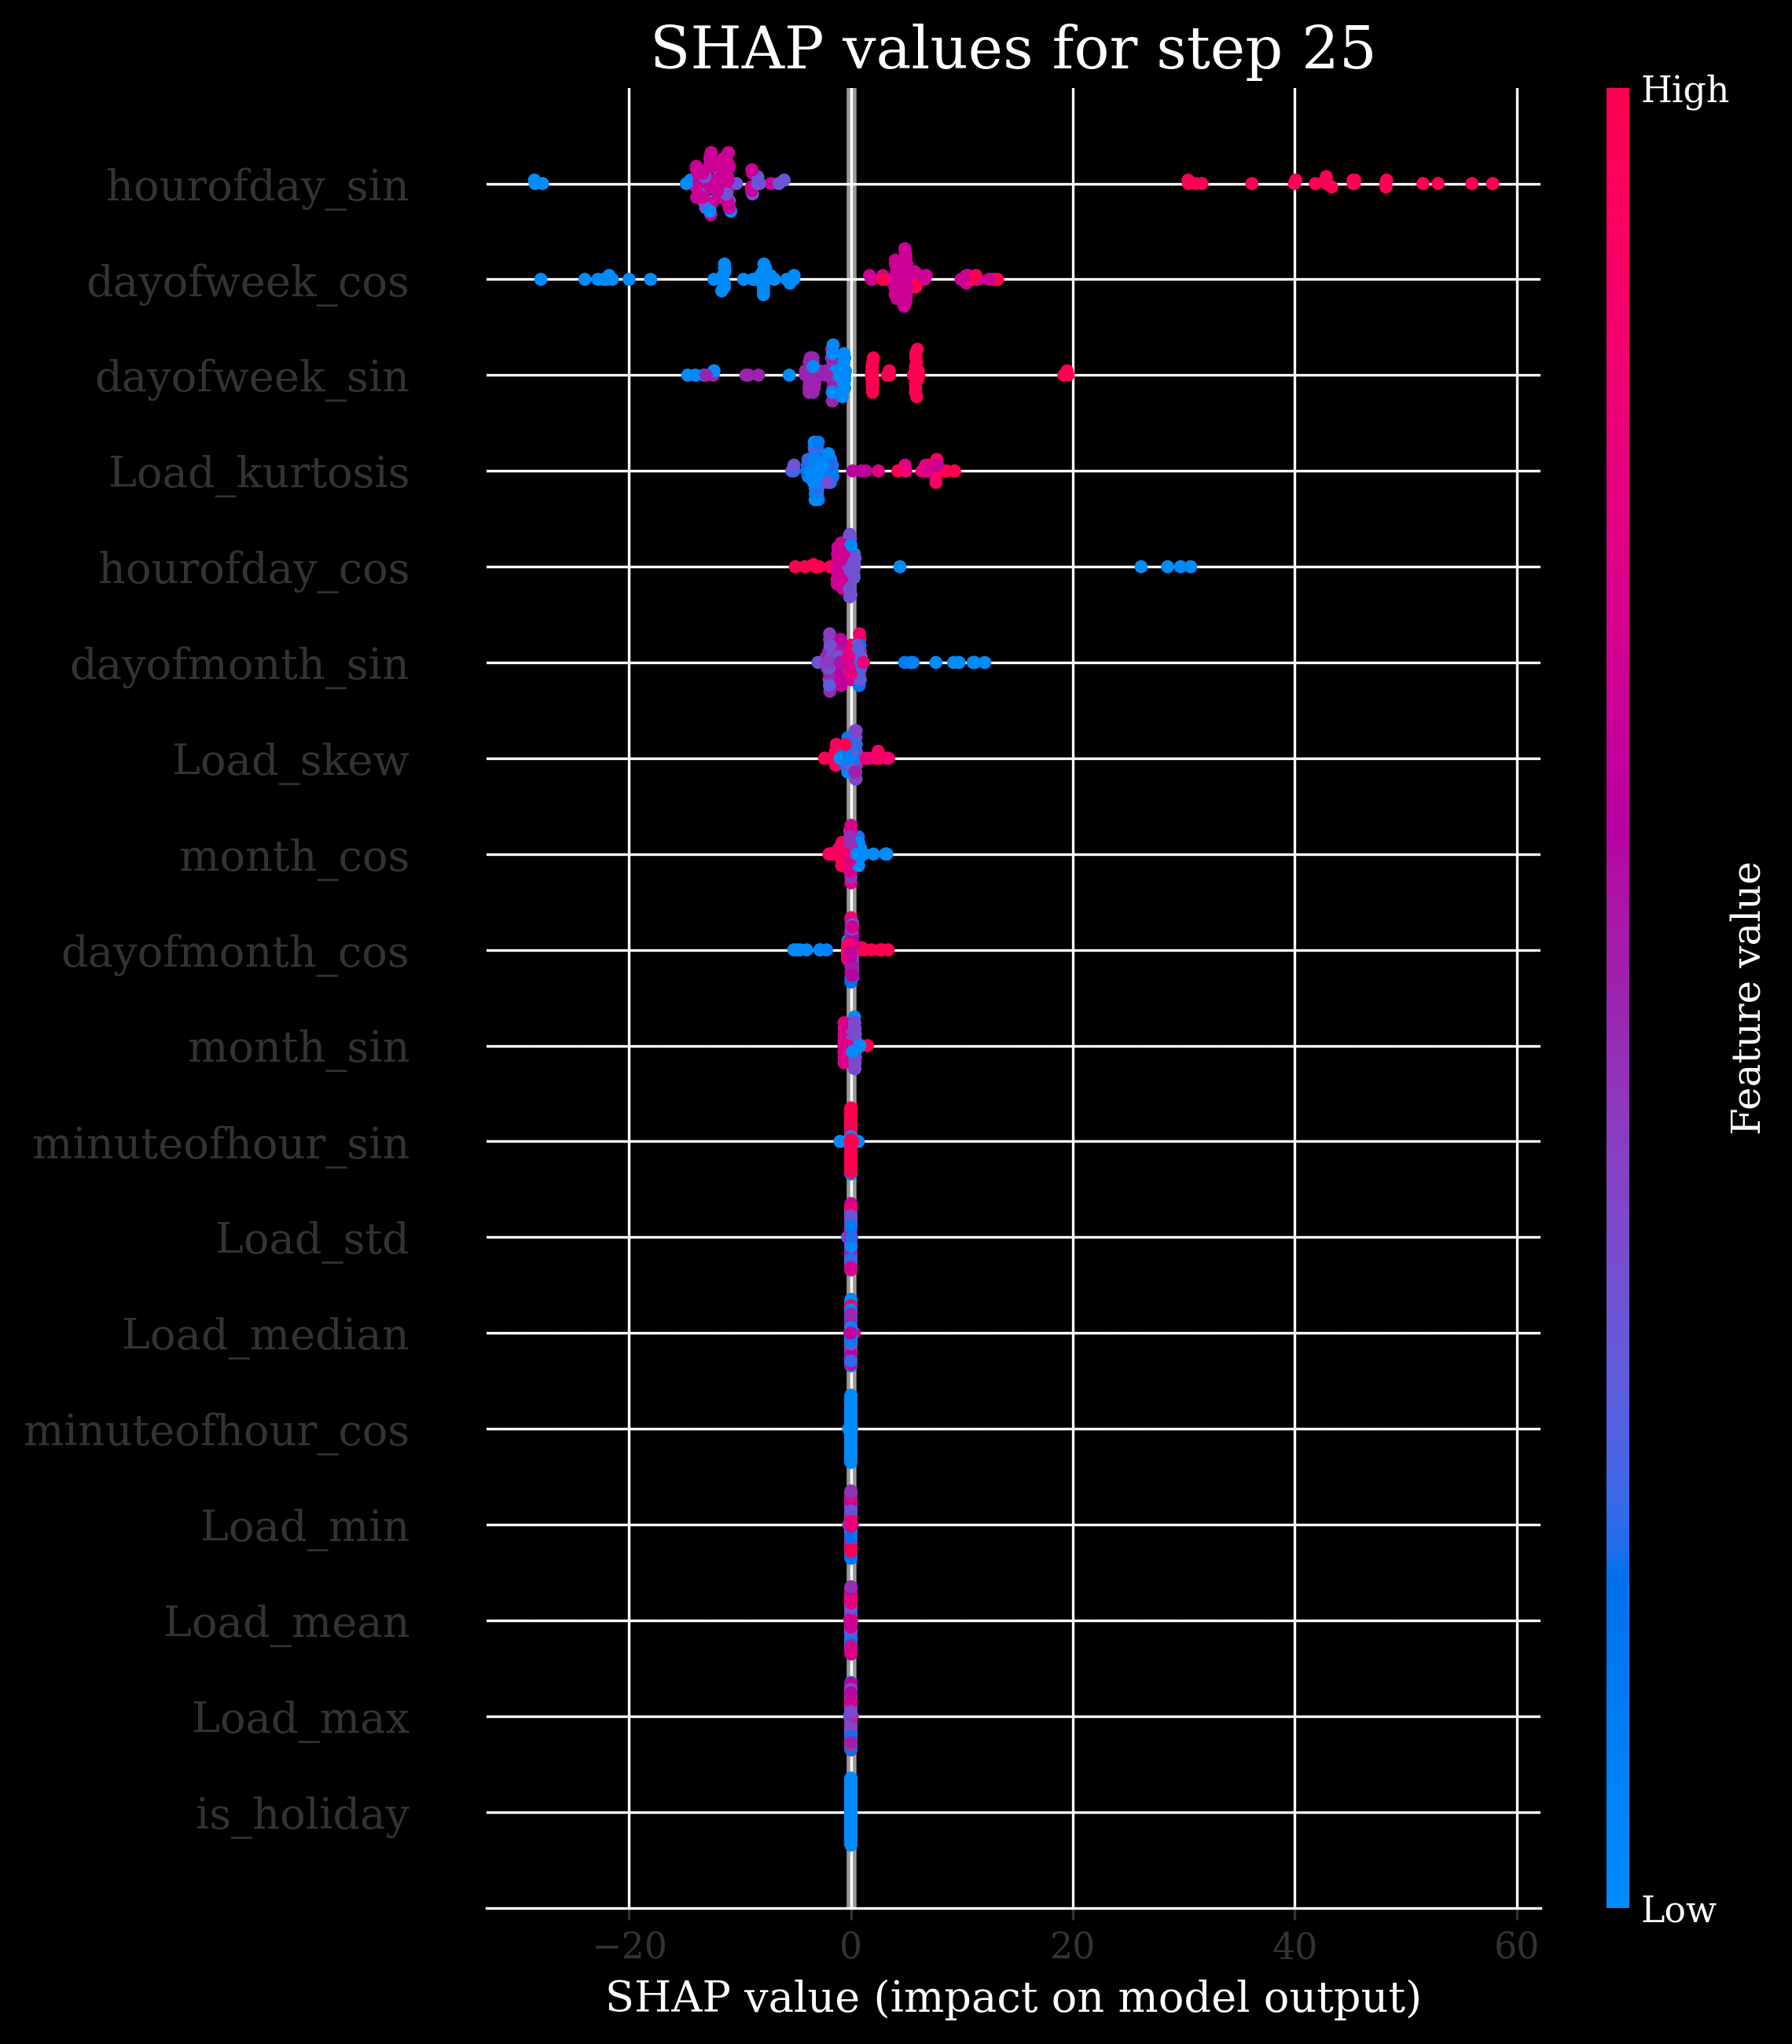 SHAP values for step 25
High
hourofday_sin
dayofweek_cos
dayofweek_sin
Load_kurtosis
hourofday_cos
dayofmonth_sin
Load_skew
month_cos
dayofmonth_cos
month_sin
minuteofhour_sin
Load_std
Load_median
minuteofhour_cos
Load_min
Load_mean
Load_max
is_holiday
Feature value
Low
−20 0 20 40 60
SHAP value (impact on model output)